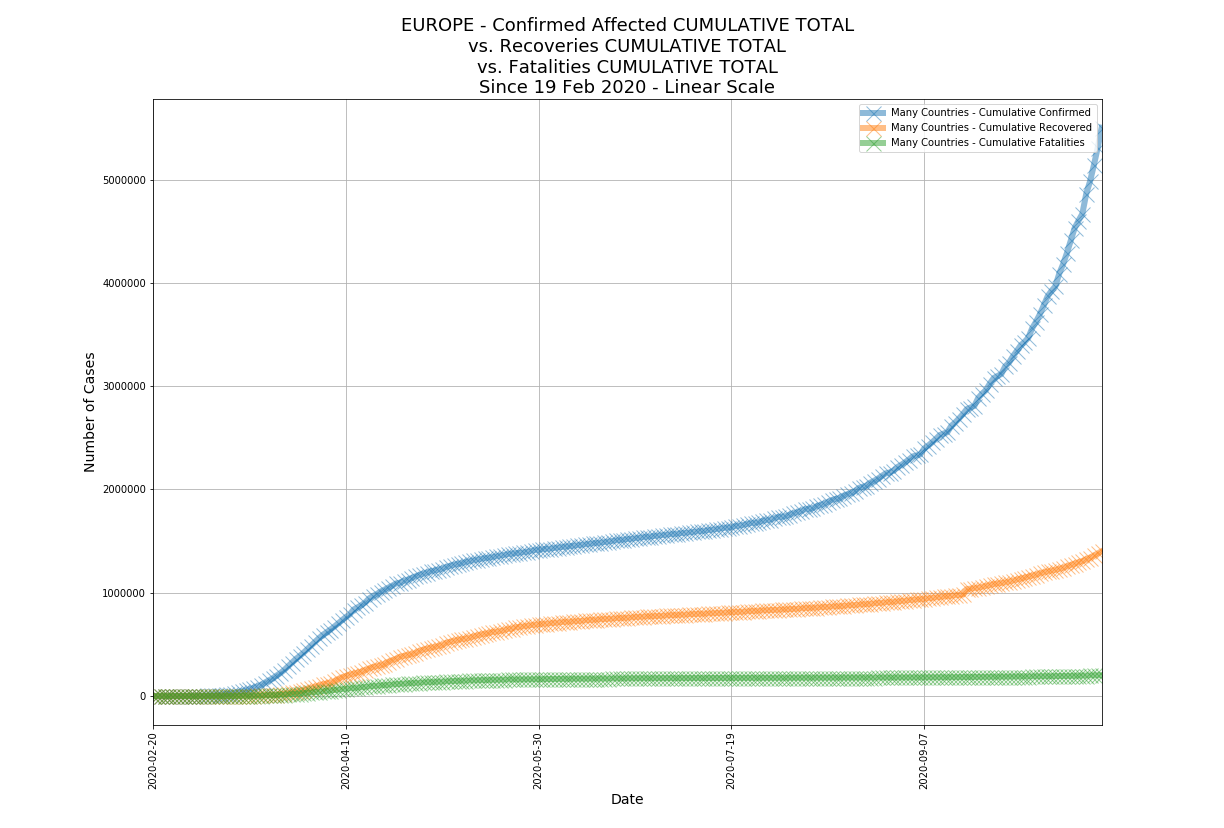 EUROPE - Confirmed Affected CUMULATIVE TOTAL
vs. Recoveries CUMULATIVE TOTAL
vs. Fatalities CUMULATIVE TOTAL
Since 19 Feb 2020 - Linear Scale
Many Countries - Cumulative Confirmed
Many Countries - Cumulative Recovered
Many Countries - Cumulative Fatalities
Number of Cases
5000000
4000000
3000000
2000000
1000000
0
2020-02-20
2020-04-10
2020-05-30
2020-07-19
2020-09-07
Date